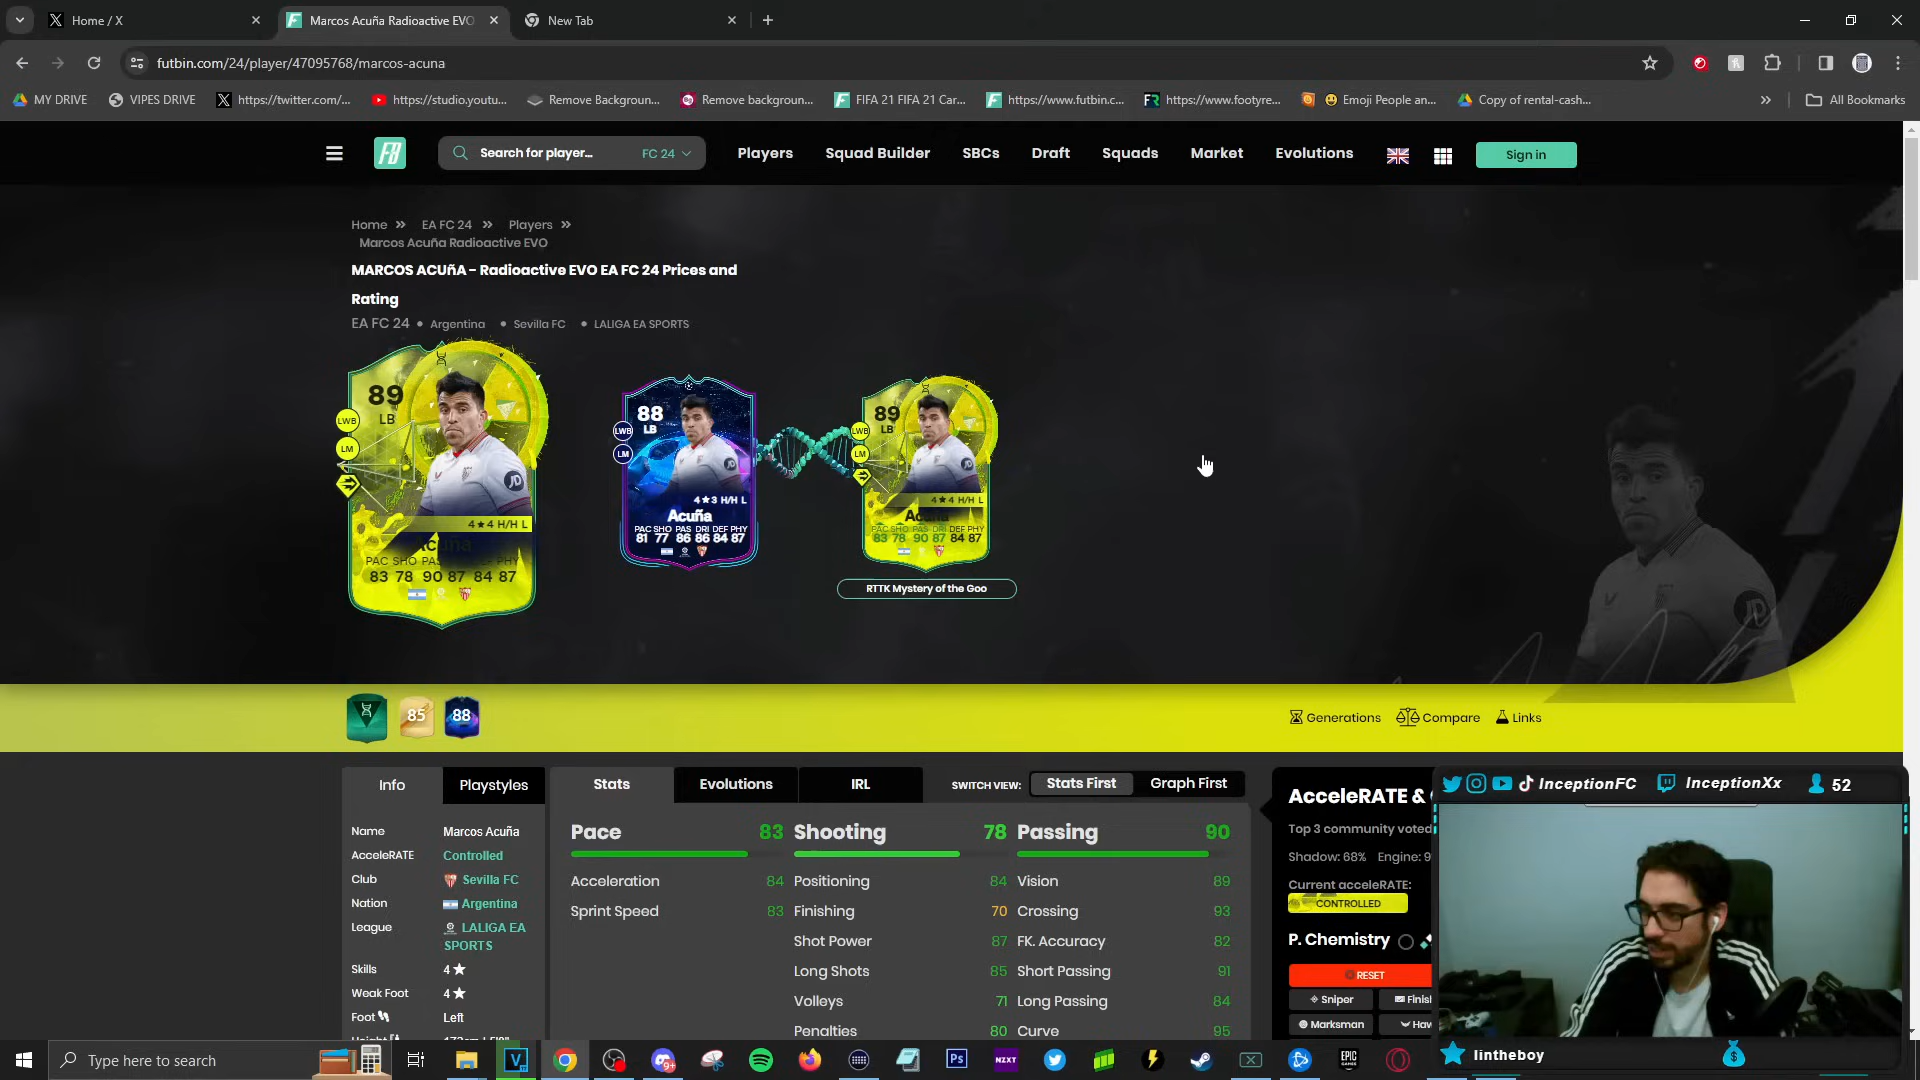 Home / X
Marcos Acuña Radioactive EVO
New Tab
futbin.com/24/player/47095768/marcos-acuna
MY DRIVE
VIPES DRIVE
https://twitter.com/...
https://studio.youtu...
Remove Backgroun...
Remove backgroun...
FIFA 21 FIFA 21 Car...
https://www.futbin.c...
https://www.footyre...
Emoji People an...
Copy of rental-cash...
All Bookmarks
Search for player...
FC 24
Players
Squad Builder
SBCs
Draft
Squads
Market
Evolutions
Sign in
Home » EA FC 24 » Players »
Marcos Acuña Radioactive EVO
MARCOS ACUñA - Radioactive EVO EA FC 24 Prices and
Rating
EA FC 24 • Argentina • Sevilla FC • LALIGA EA SPORTS
89
LB
LWB
LM
4★4 H/H L
Acuña
PAC SHO PAS DRI DEF PHY
83 78 90 87 84 87
88
LB
LWB
LM
4★3 H/H L
Acuña
PAC SHO PAS DRI DEF PHY
81 77 86 86 84 87
89
LB
LWB
LM
4★4 H/H L
Acuña
PAC SHO PAS DRI DEF PHY
83 78 90 87 84 87
RTTK Mystery of the Goo
85
88
Generations
Compare
Links
Info
Playstyles
Name Marcos Acuña
AcceleRATE Controlled
Club Sevilla FC
Nation Argentina
League LALIGA EA
SPORTS
Skills 4★
Weak Foot 4★
Foot Left
Stats
Evolutions
IRL
SWITCH VIEW:
Stats First
Graph First
Pace 83
Acceleration 84
Sprint Speed 83
Shooting 78
Positioning 84
Finishing 70
Shot Power 87
Long Shots 85
Volleys 71
Penalties 80
Passing 90
Vision 89
Crossing 93
FK. Accuracy 82
Short Passing 91
Long Passing 84
Curve 95
AcceleRATE &
Top 3 community voted
Shadow: 68% Engine: 9
Current acceleRATE:
CONTROLLED
P. Chemistry
RESET
Sniper
Finish
Marksman
Haw
InceptionFC
InceptionXx
52
lintheboy
Type here to search